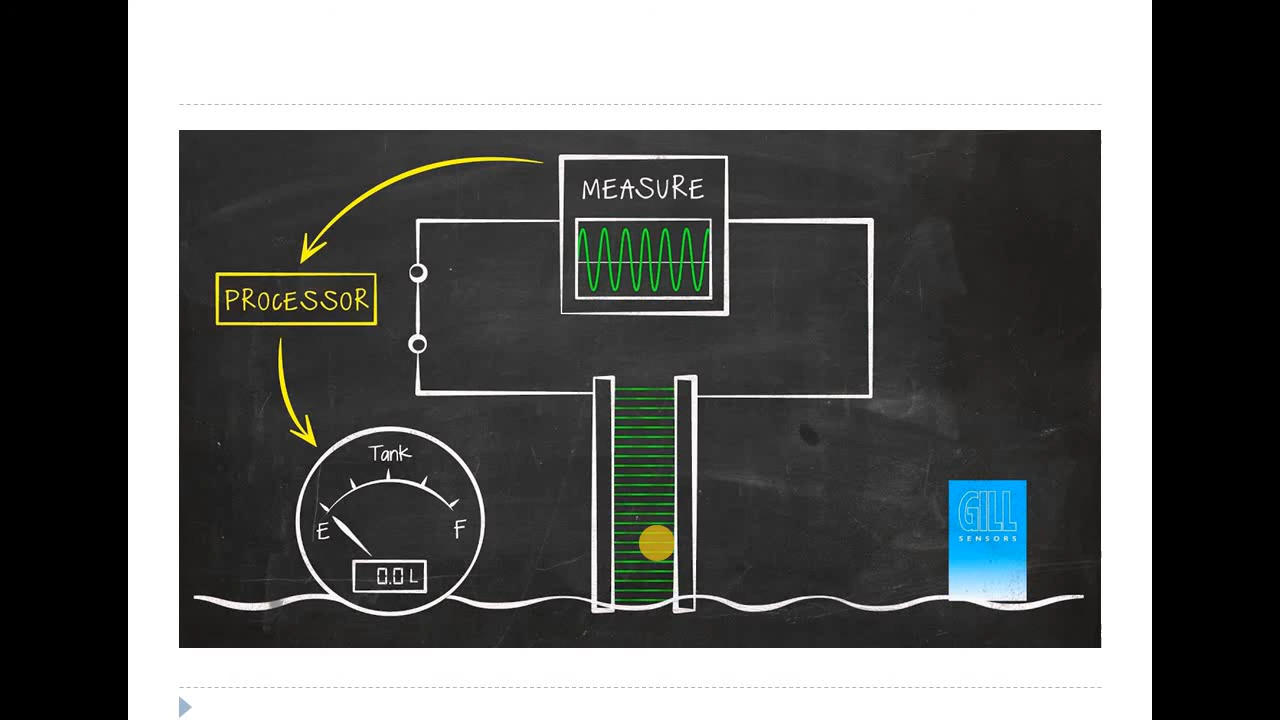 MEASURE
PROCESSOR
Tank
E
F
0.0 L
GILL
SENSORS